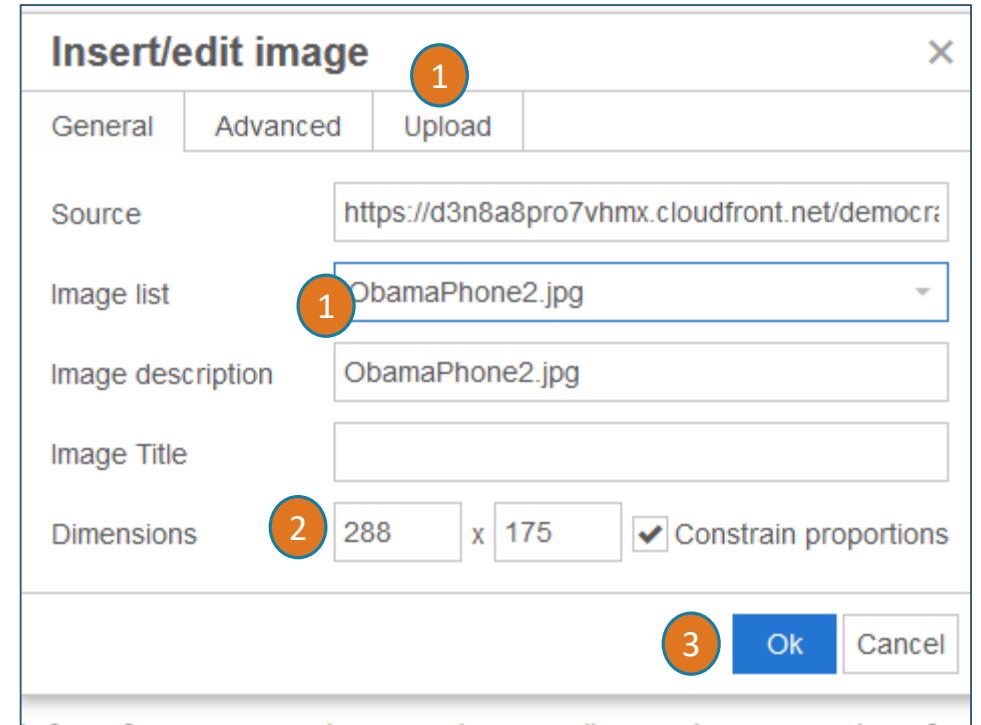 Insert/edit image ×
1
General Advanced Upload
Source https://d3n8a8pro7vhmx.cloudfront.net/democra
Image list 1 ObamaPhone2.jpg
Image description ObamaPhone2.jpg
Image Title
Dimensions 2 288 x 175 Constrain proportions
3 Ok Cancel